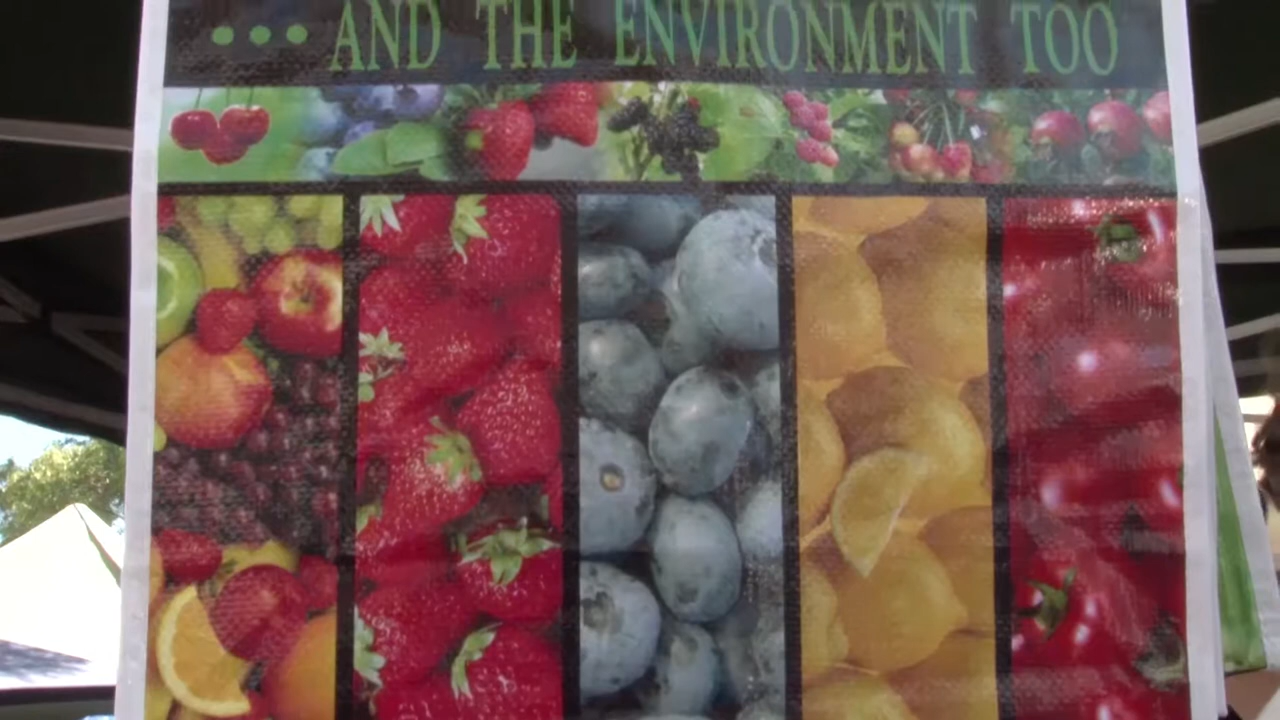 •••• AND THE ENVIRONMENT TOO